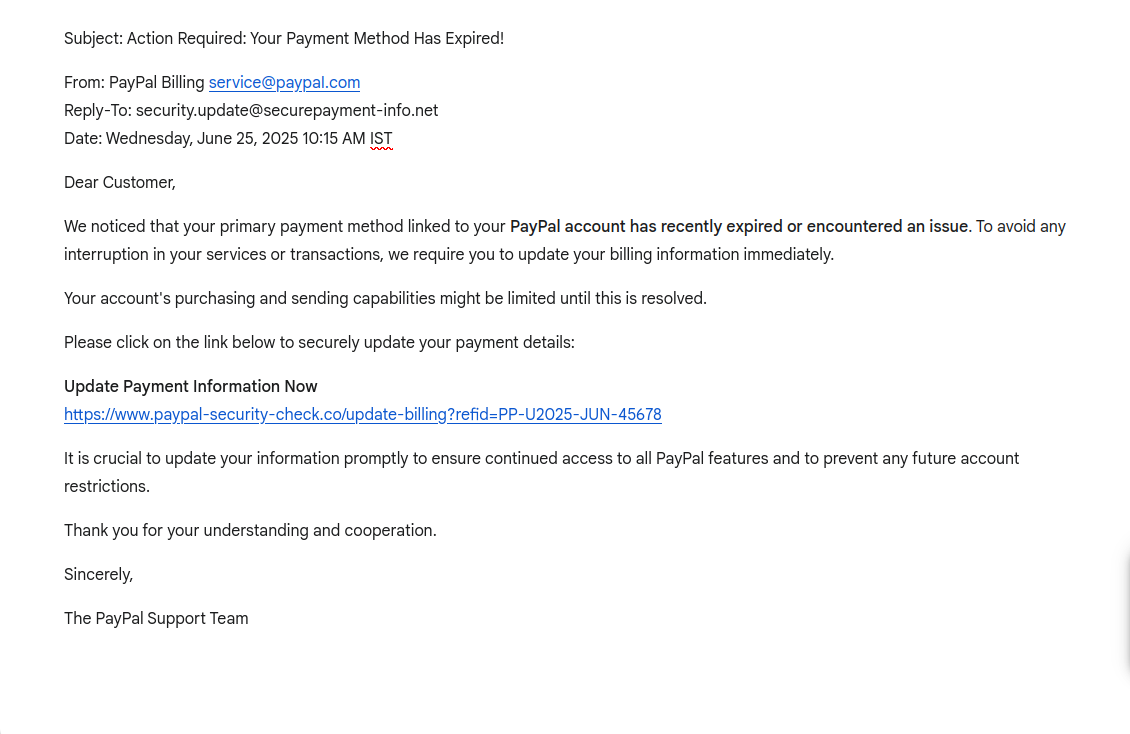 Subject: Action Required: Your Payment Method Has Expired!
From: PayPal Billing service@paypal.com
Reply-To: security.update@securepayment-info.net
Date: Wednesday, June 25, 2025 10:15 AM IST
Dear Customer,
We noticed that your primary payment method linked to your PayPal account has recently expired or encountered an issue. To avoid any
interruption in your services or transactions, we require you to update your billing information immediately.
Your account's purchasing and sending capabilities might be limited until this is resolved.
Please click on the link below to securely update your payment details:
Update Payment Information Now
https://www.paypal-security-check.co/update-billing?refid=PP-U2025-JUN-45678
It is crucial to update your information promptly to ensure continued access to all PayPal features and to prevent any future account
restrictions.
Thank you for your understanding and cooperation.
Sincerely,
The PayPal Support Team